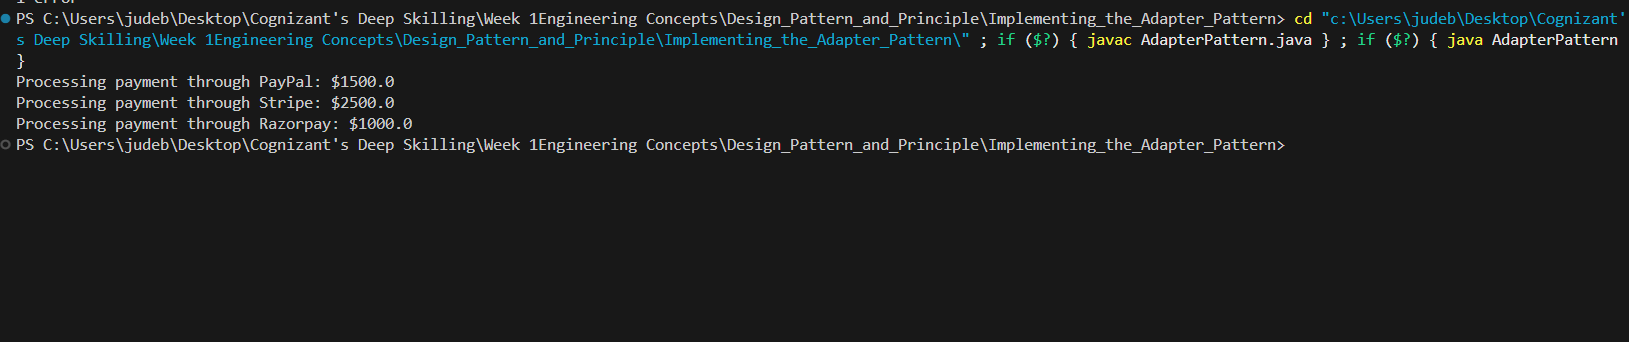 1 error
PS C:\Users\judeb\Desktop\Cognizant's Deep Skilling\Week 1Engineering Concepts\Design_Pattern_and_Principle\Implementing_the_Adapter_Pattern> cd "c:\Users\judeb\Desktop\Cognizant'
s Deep Skilling\Week 1Engineering Concepts\Design_Pattern_and_Principle\Implementing_the_Adapter_Pattern\" ; if ($?) { javac AdapterPattern.java } ; if ($?) { java AdapterPattern
}
Processing payment through PayPal: $1500.0
Processing payment through Stripe: $2500.0
Processing payment through Razorpay: $1000.0
PS C:\Users\judeb\Desktop\Cognizant's Deep Skilling\Week 1Engineering Concepts\Design_Pattern_and_Principle\Implementing_the_Adapter_Pattern>